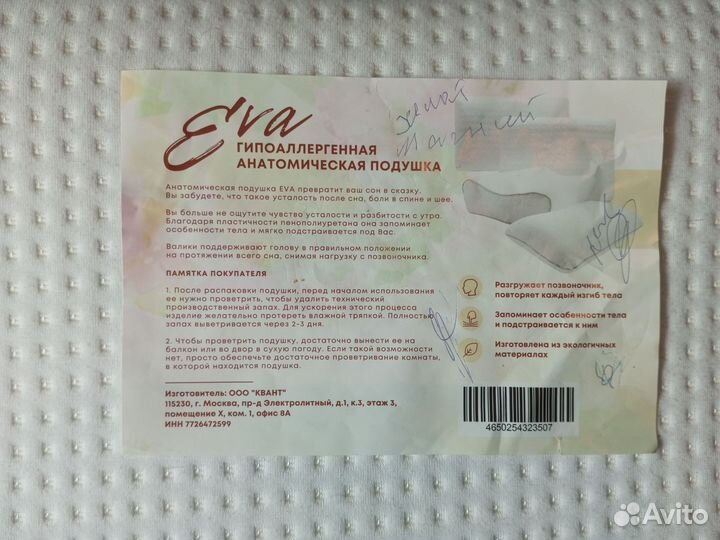 Eva
ГИПОАЛЛЕРГЕННАЯ
АНАТОМИЧЕСКАЯ ПОДУШКА
хелат
Магний
Анатомическая подушка EVA превратит ваш сон в сказку.
Вы забудете, что такое усталость после сна, боли в спине и шее.
Вы больше не ощутите чувство усталости и разбитости с утра.
Благодаря пластичности пенополиуретана она запоминает
особенности тела и мягко подстраивается под Вас.
Валики поддерживают голову в правильном положении
на протяжении всего сна, снимая нагрузку с позвоночника.
ПАМЯТКА ПОКУПАТЕЛЯ
1. После распаковки подушки, перед началом использования
ее нужно проветрить, чтобы удалить технический
производственный запах. Для ускорения этого процесса
изделие желательно протереть влажной тряпкой. Полностью
запах выветривается через 2-3 дня.
2. Чтобы проветрить подушку, достаточно вынести ее на
балкон или во двор в сухую погоду. Если такой возможности
нет, просто обеспечьте достаточное проветривание комнаты,
в которой находится подушка.
Изготовитель: ООО "КВАНТ"
115230, г. Москва, пр-д Электролитный, д.1, к.3, этаж 3,
помещение X, ком. 1, офис 8А
ИНН 7726472599
Разгружает позвоночник,
повторяет каждый изгиб тела
Запоминает особенности тела
и подстраивается к ним
Изготовлена из экологичных
материалах
4650254323507
Avito